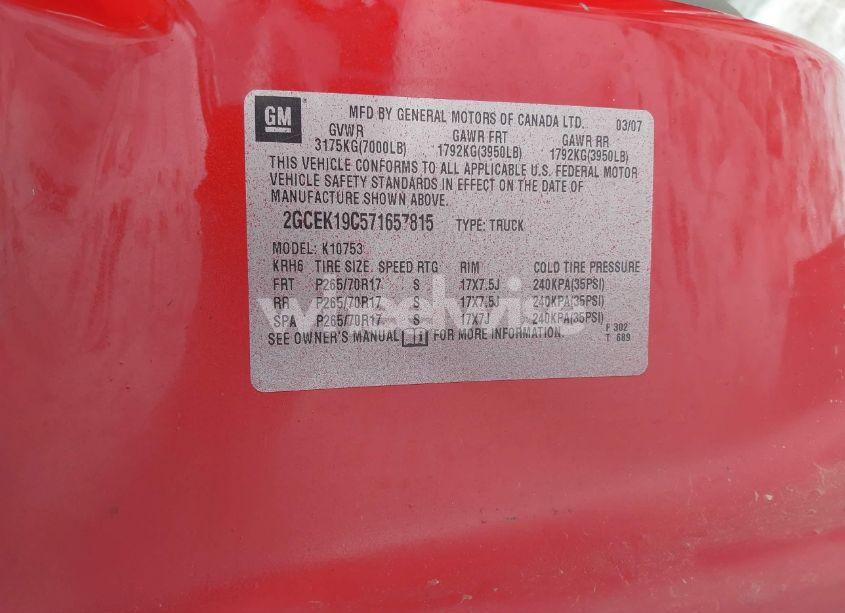 GM
MFD BY GENERAL MOTORS OF CANADA LTD. 03/07
GVWR GAWR FRT GAWR RR
3175KG(7000LB) 1792KG(3950LB) 1792KG(3950LB)
THIS VEHICLE CONFORMS TO ALL APPLICABLE U.S. FEDERAL MOTOR
VEHICLE SAFETY STANDARDS IN EFFECT ON THE DATE OF
MANUFACTURE SHOWN ABOVE.
2GCEK19C571657815 TYPE: TRUCK
MODEL: K10753
KRH6 TIRE SIZE SPEED RTG RIM COLD TIRE PRESSURE
FRT P265/70R17 S 17X7.5J 240KPA(35PSI)
RR P265/70R17 S 17X7.5J 240KPA(35PSI)
SPA P265/70R17 S 17X7J 240KPA(35PSI)
SEE OWNER'S MANUAL FOR MORE INFORMATION.
F 302
T 689